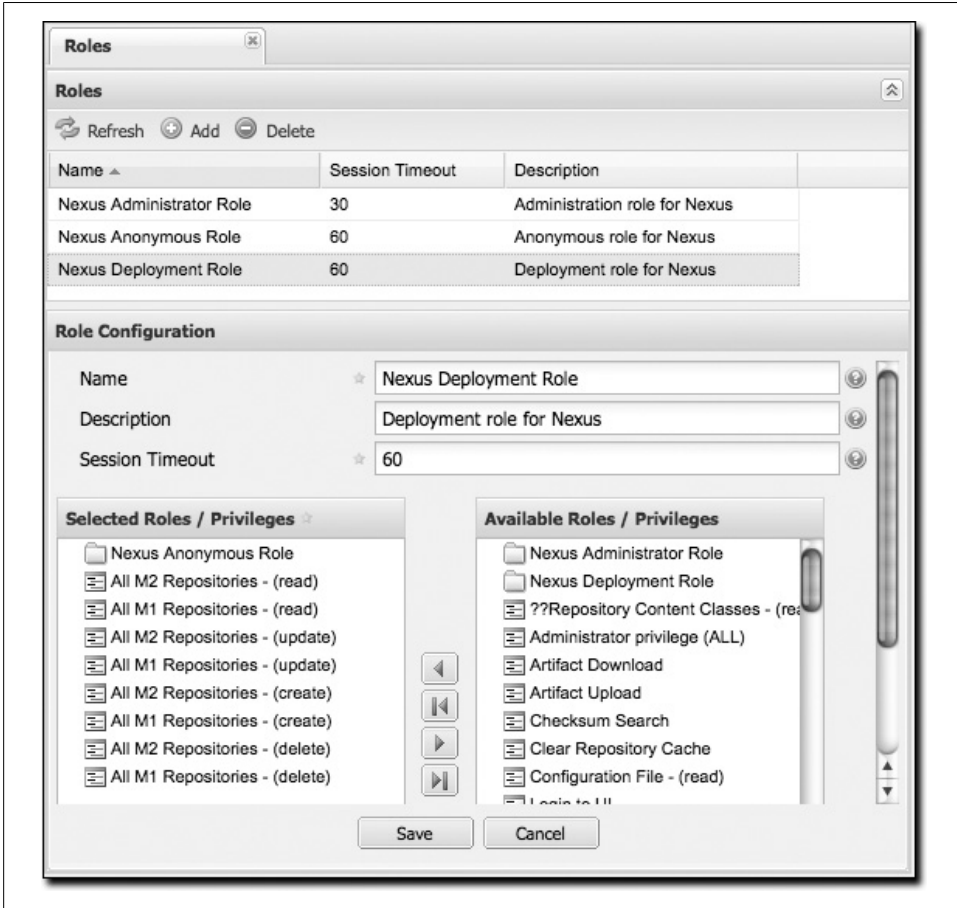 Roles
Roles
Refresh Add Delete
Name Session Timeout Description
Nexus Administrator Role 30 Administration role for Nexus
Nexus Anonymous Role 60 Anonymous role for Nexus
Nexus Deployment Role 60 Deployment role for Nexus
Role Configuration
Name Nexus Deployment Role
Description Deployment role for Nexus
Session Timeout 60
Selected Roles / Privileges
Nexus Anonymous Role
All M2 Repositories - (read)
All M1 Repositories - (read)
All M2 Repositories - (update)
All M1 Repositories - (update)
All M2 Repositories - (create)
All M1 Repositories - (create)
All M2 Repositories - (delete)
All M1 Repositories - (delete)
Available Roles / Privileges
Nexus Administrator Role
Nexus Deployment Role
??Repository Content Classes -
Administrator privilege (ALL)
Artifact Download
Artifact Upload
Checksum Search
Clear Repository Cache
Configuration File - (read)
Save Cancel